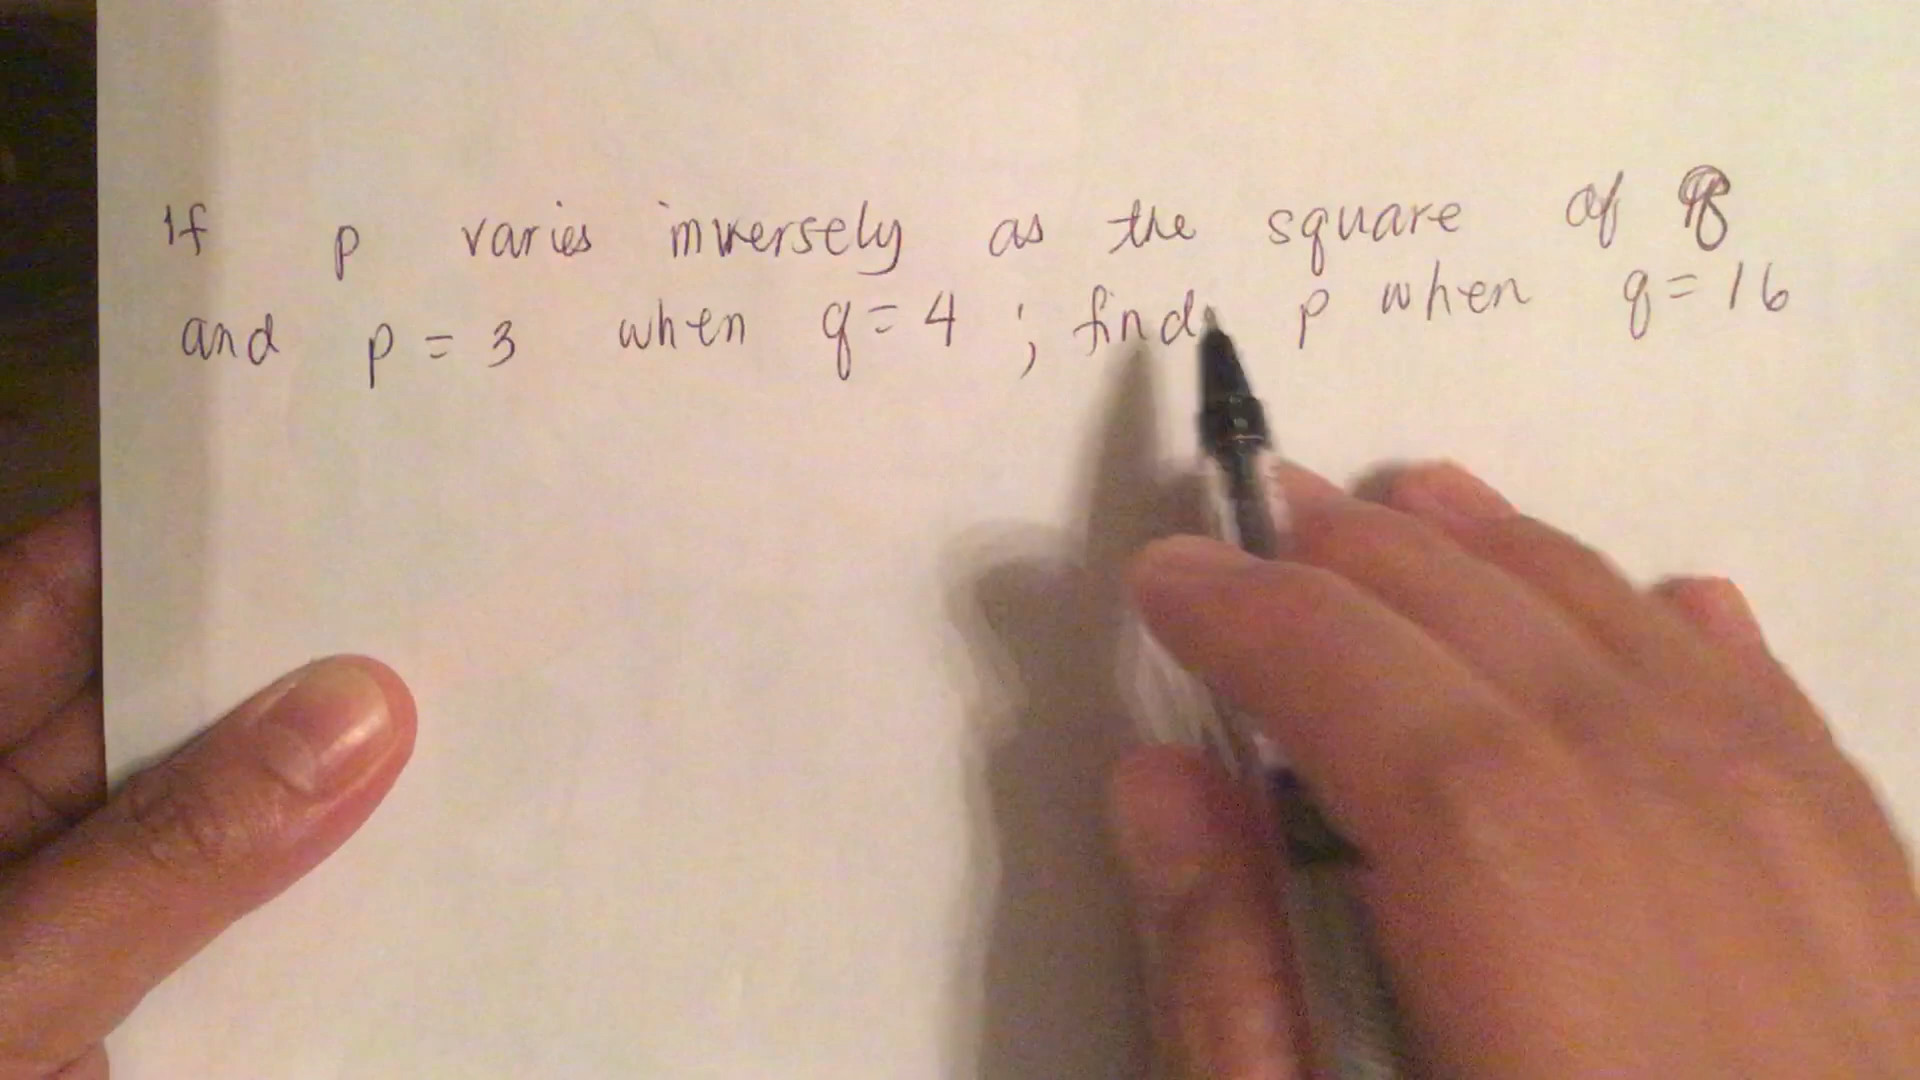 If p varies inversely as the square of q
and p = 3 when q = 4 ; find p when q = 16